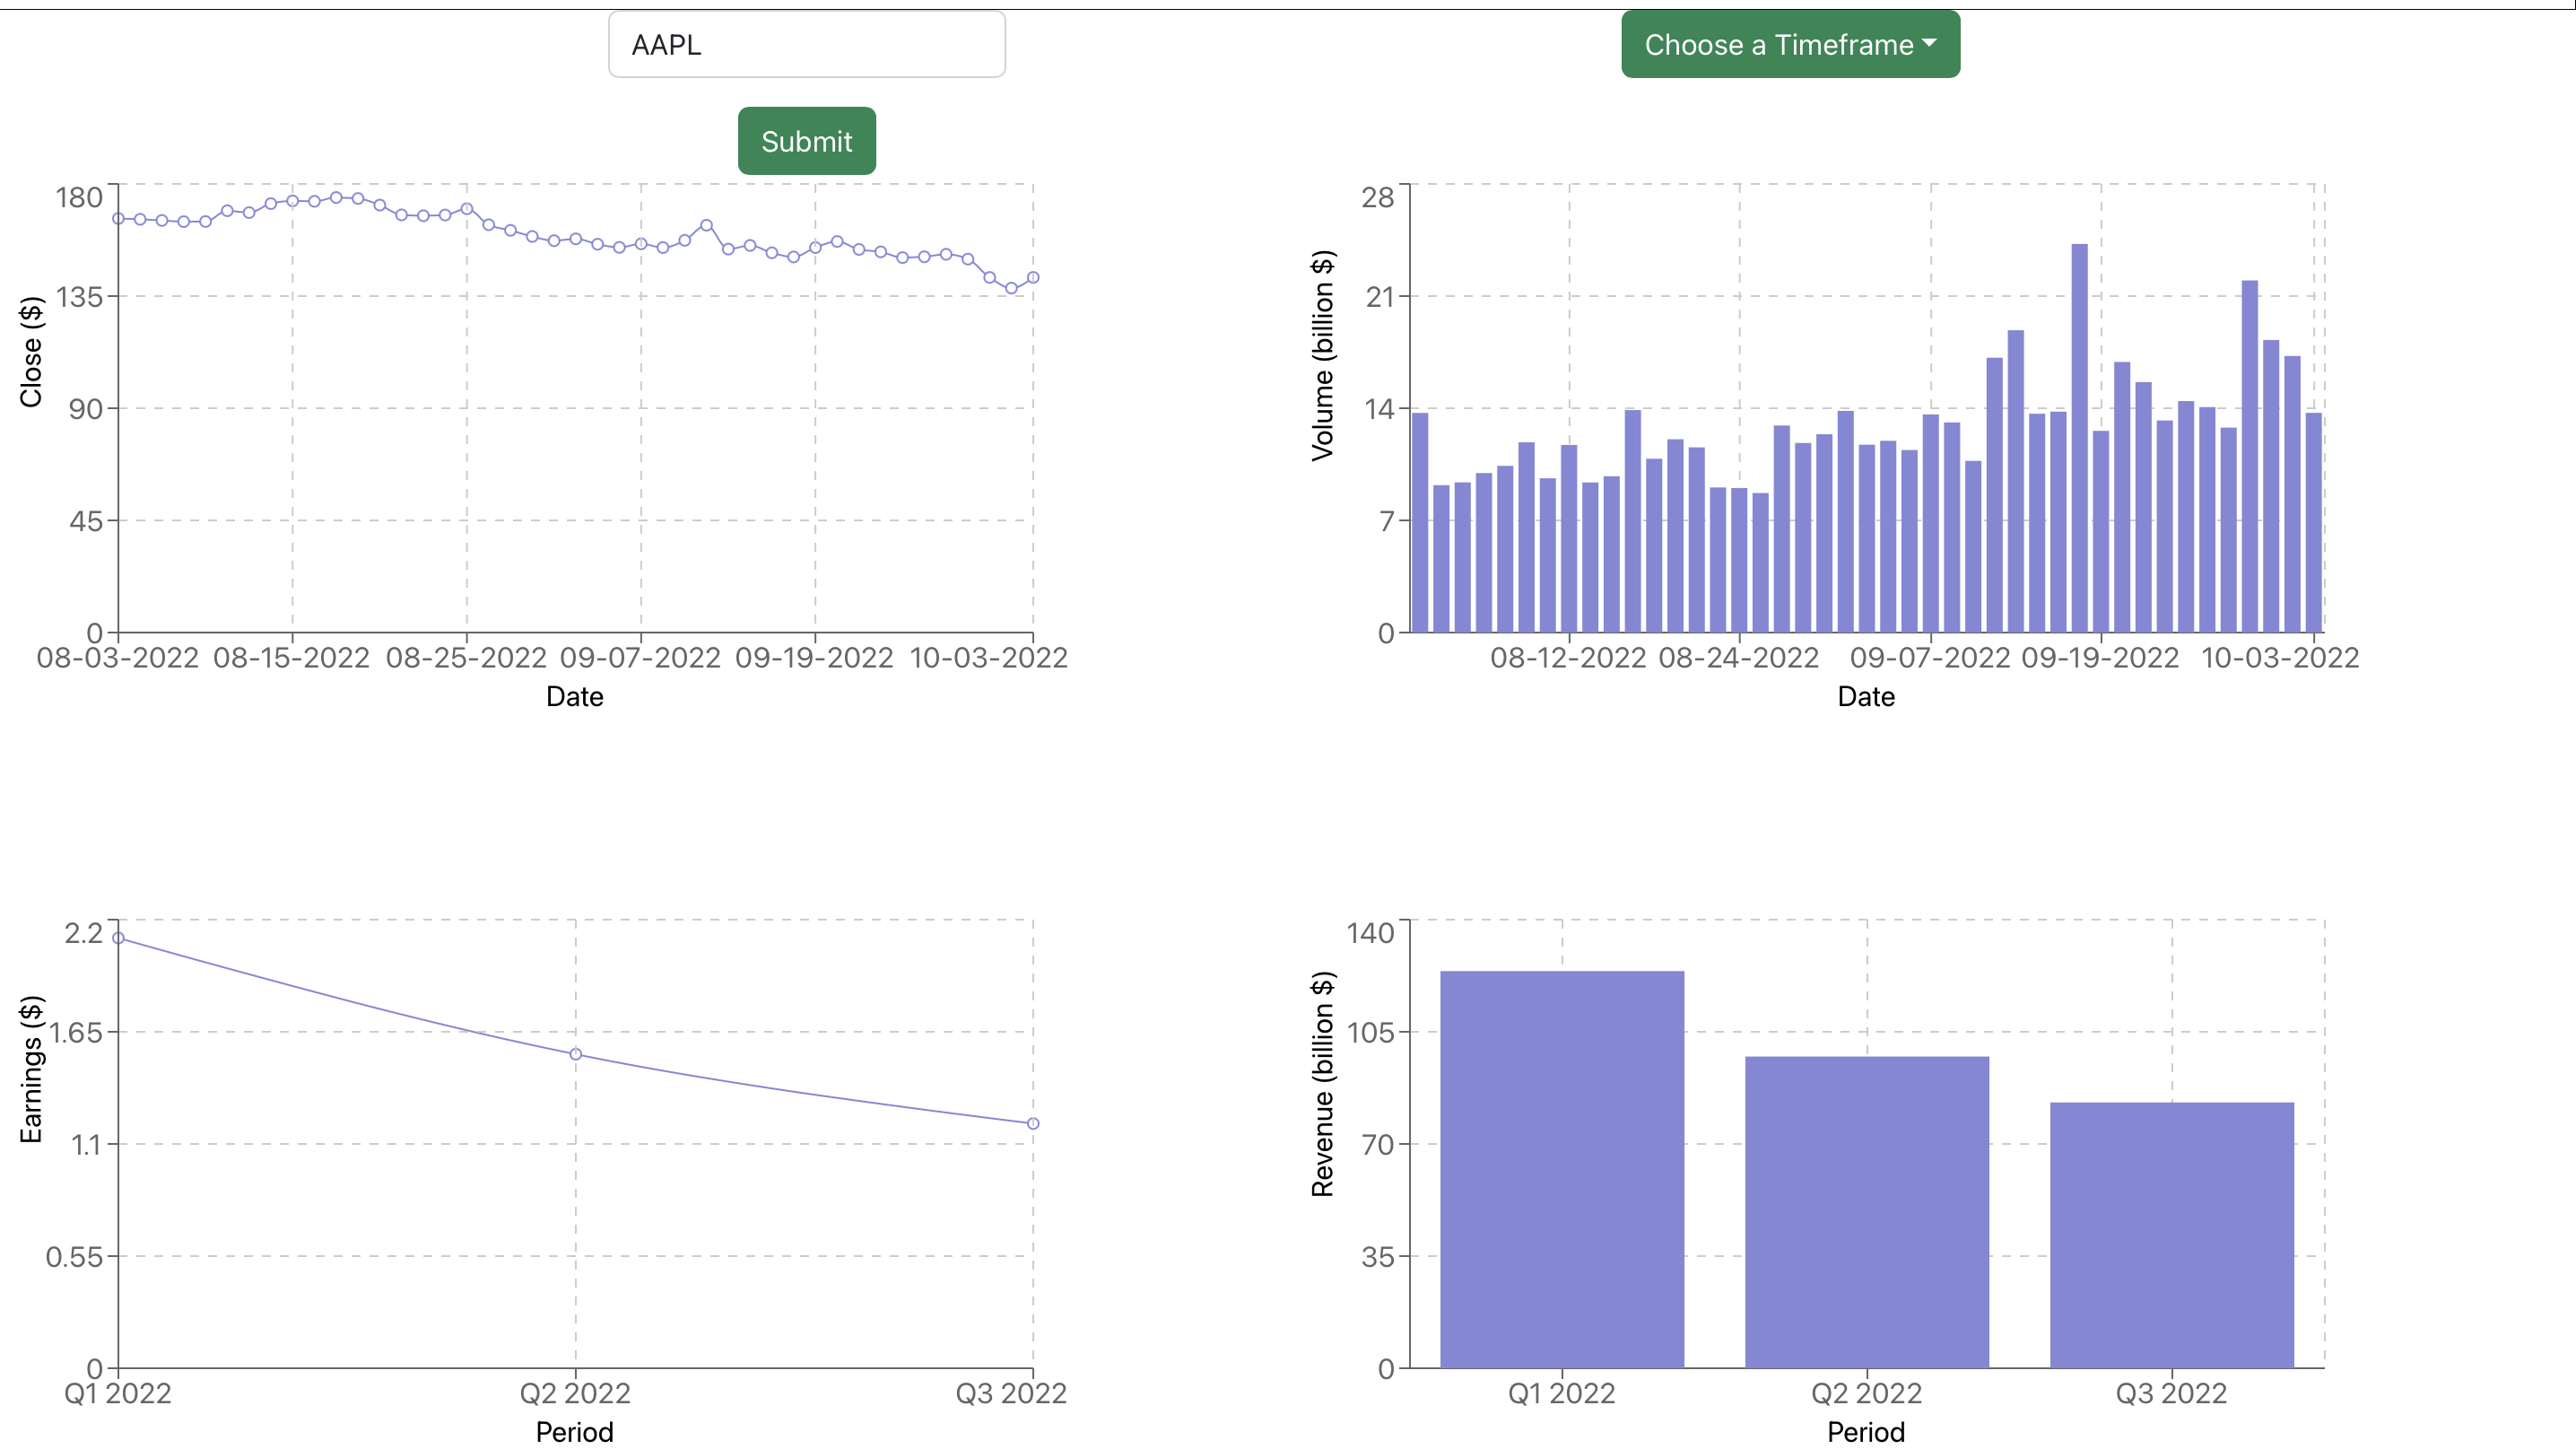 AAPL
Choose a Timeframe
Submit
Close ($)
180
135
90
45
0
08-03-2022 08-15-2022 08-25-2022 09-07-2022 09-19-2022 10-03-2022
Date
Volume (billion $)
28
21
14
7
0
08-12-2022 08-24-2022 09-07-2022 09-19-2022 10-03-2022
Date
Earnings ($)
2.2
1.65
1.1
0.55
0
Q1 2022 Q2 2022 Q3 2022
Period
Revenue (billion $)
140
105
70
35
0
Q1 2022 Q2 2022 Q3 2022
Period